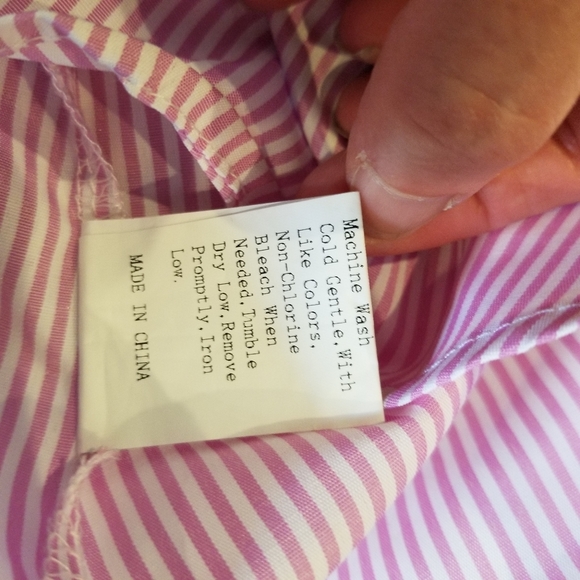 Machine Wash
Cold Gentle,With
Like Colors,
Non-Chlorine
Bleach When
Needed,Tumble
Dry Low,Remove
Promptly,Iron
Low.
MADE IN CHINA